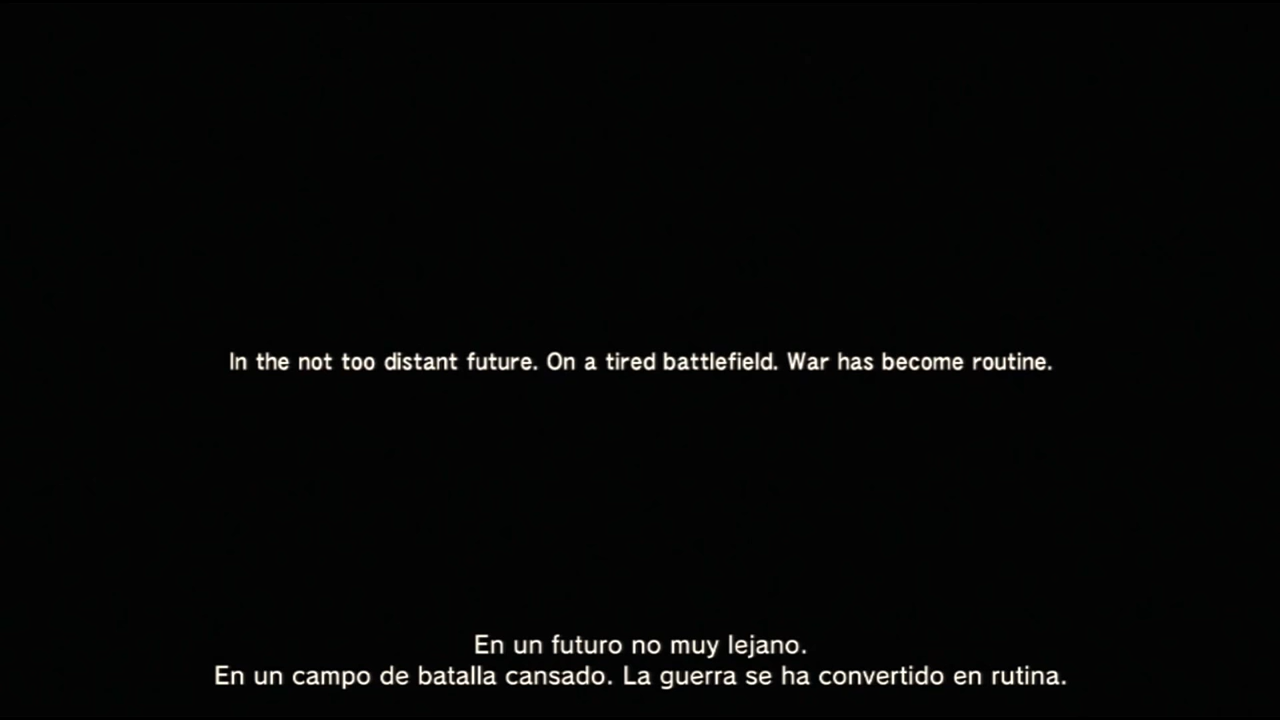 In the not too distant future. On a tired battlefield. War has become routine.
En un futuro no muy lejano.
En un campo de batalla cansado. La guerra se ha convertido en rutina.